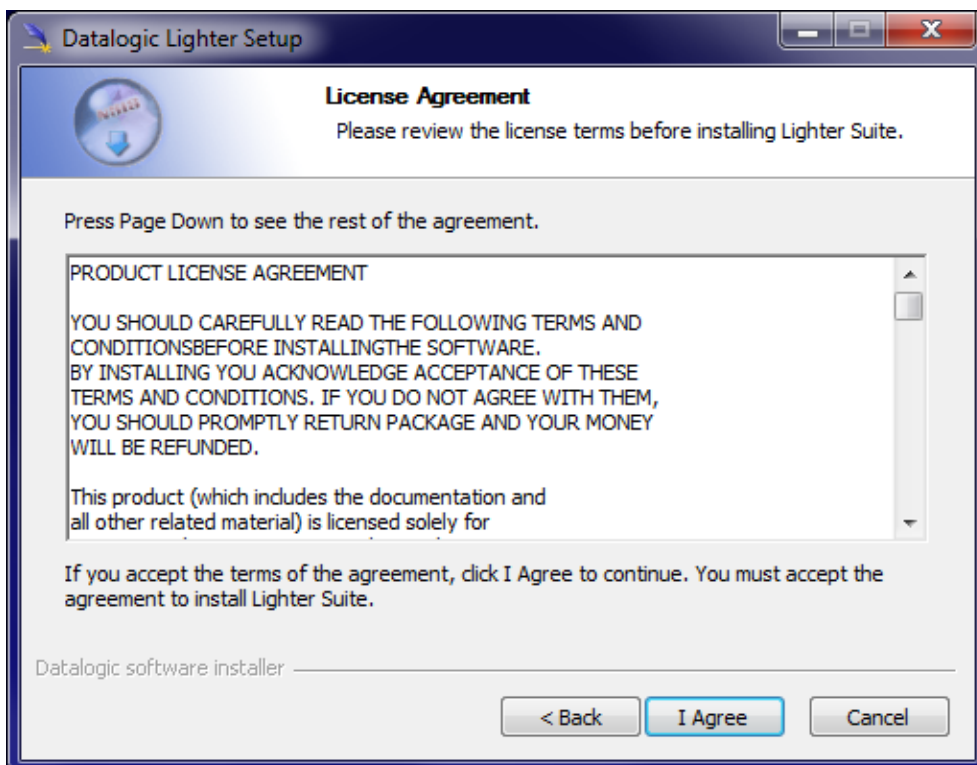 Datalogic Lighter Setup
License Agreement
Please review the license terms before installing Lighter Suite.
Press Page Down to see the rest of the agreement.
PRODUCT LICENSE AGREEMENT
YOU SHOULD CAREFULLY READ THE FOLLOWING TERMS AND
CONDITIONSBEFORE INSTALLINGTHE SOFTWARE.
BY INSTALLING YOU ACKNOWLEDGE ACCEPTANCE OF THESE
TERMS AND CONDITIONS. IF YOU DO NOT AGREE WITH THEM,
YOU SHOULD PROMPTLY RETURN PACKAGE AND YOUR MONEY
WILL BE REFUNDED.
This product (which includes the documentation and
all other related material) is licensed solely for
If you accept the terms of the agreement, click I Agree to continue. You must accept the
agreement to install Lighter Suite.
Datalogic software installer
< Back
I Agree
Cancel